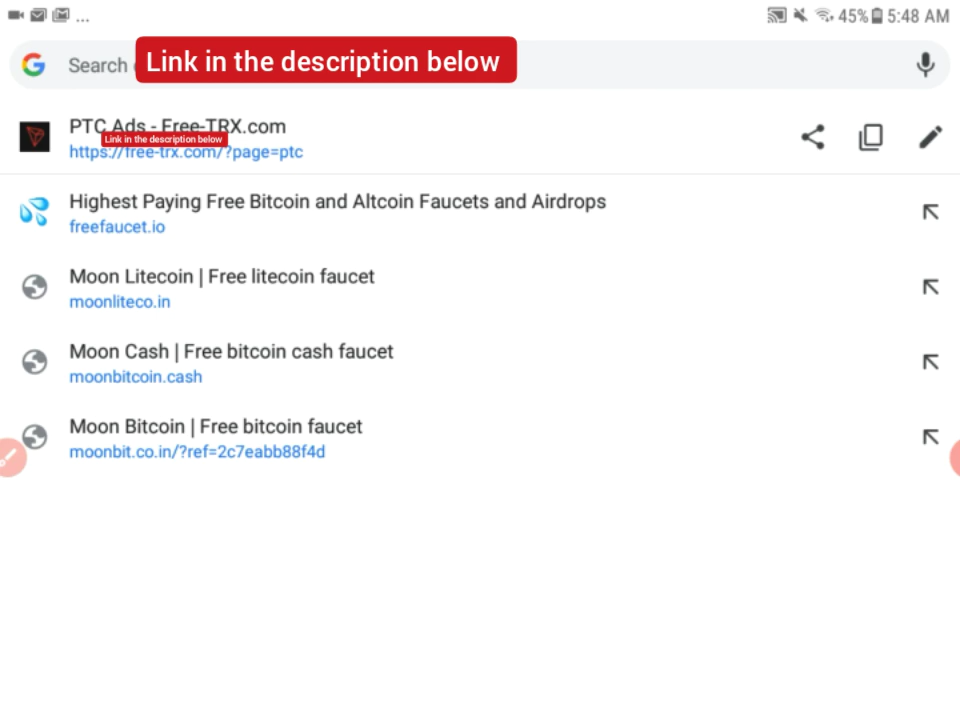 ...
45% 5:48 AM
Search
Link in the description below
PTC Ads - Free-TRX.com
Link in the description below
https://free-trx.com/?page=ptc
Highest Paying Free Bitcoin and Altcoin Faucets and Airdrops
freefaucet.io
Moon Litecoin | Free litecoin faucet
moonliteco.in
Moon Cash | Free bitcoin cash faucet
moonbitcoin.cash
Moon Bitcoin | Free bitcoin faucet
moonbit.co.in/?ref=2c7eabb88f4d